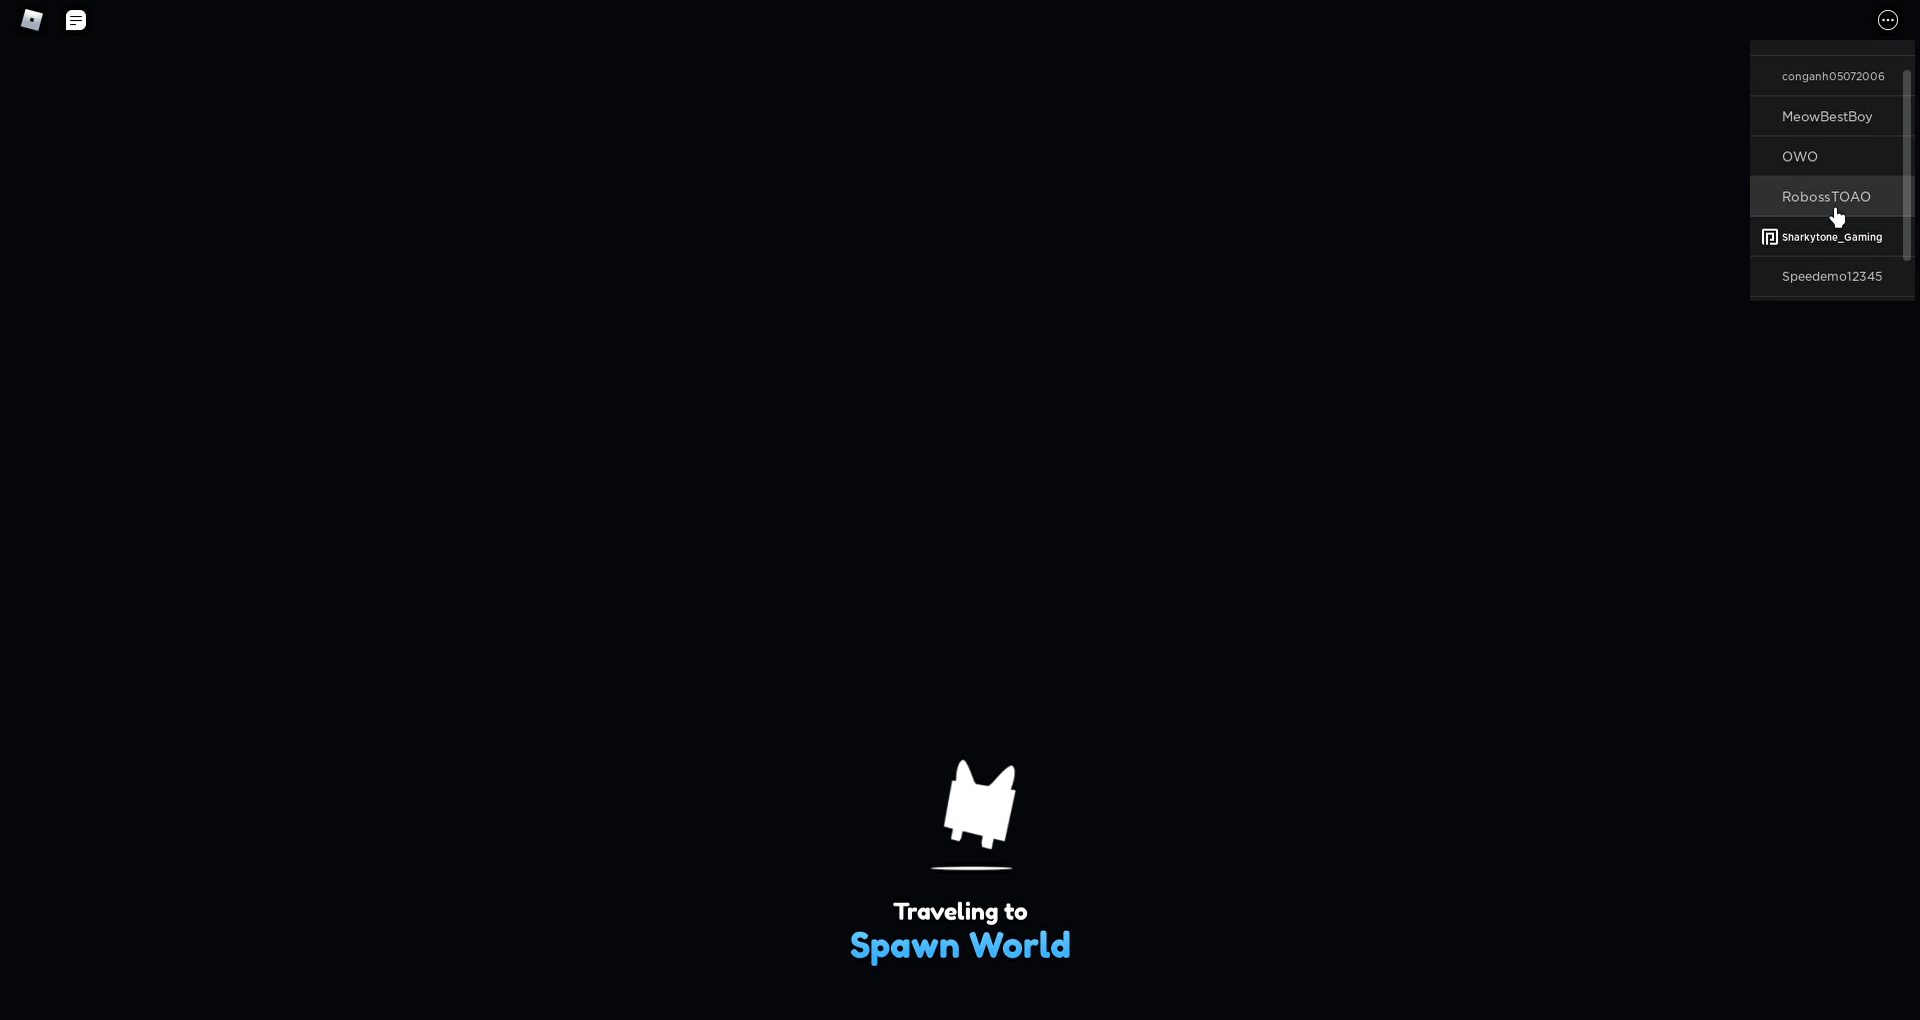 conganh05072006
MeowBestBoy
OWO
RobossTOAO
Sharkytone_Gaming
Speedemo12345
Traveling to
Spawn World